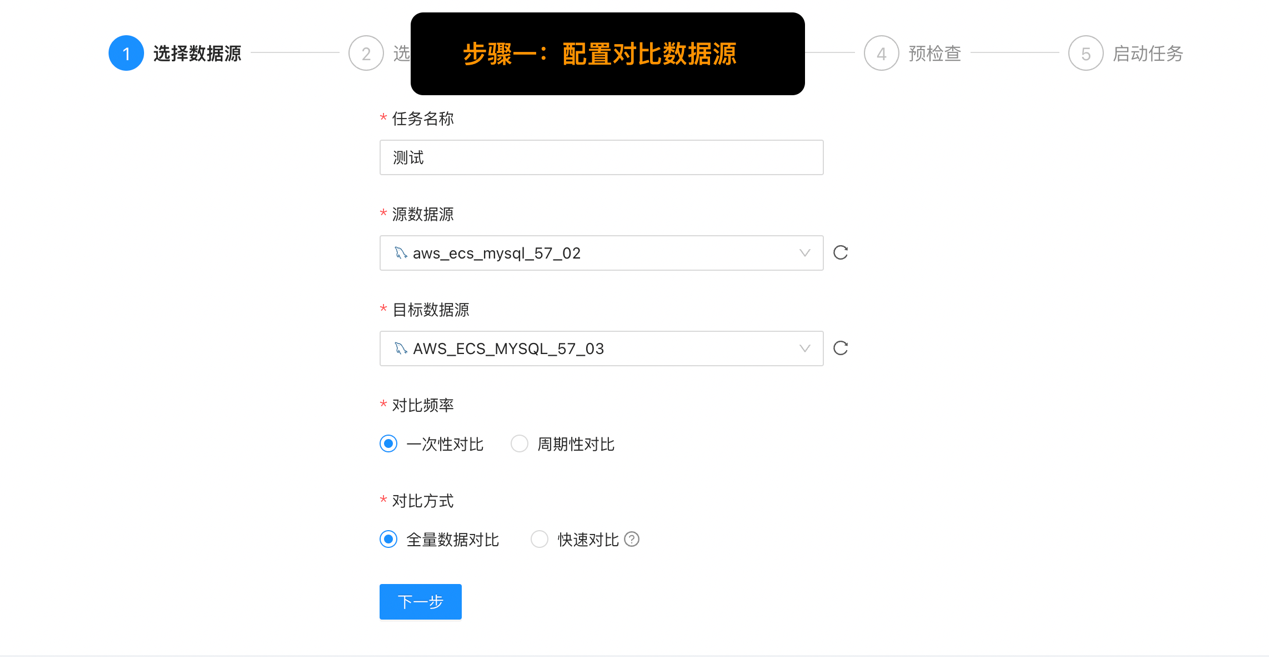 1 选择数据源
2 选
步骤一：配置对比数据源
4 预检查
5 启动任务
* 任务名称
测试
* 源数据源
aws_ecs_mysql_57_02
* 目标数据源
AWS_ECS_MYSQL_57_03
* 对比频率
一次性对比 周期性对比
* 对比方式
全量数据对比 快速对比 ?
下一步